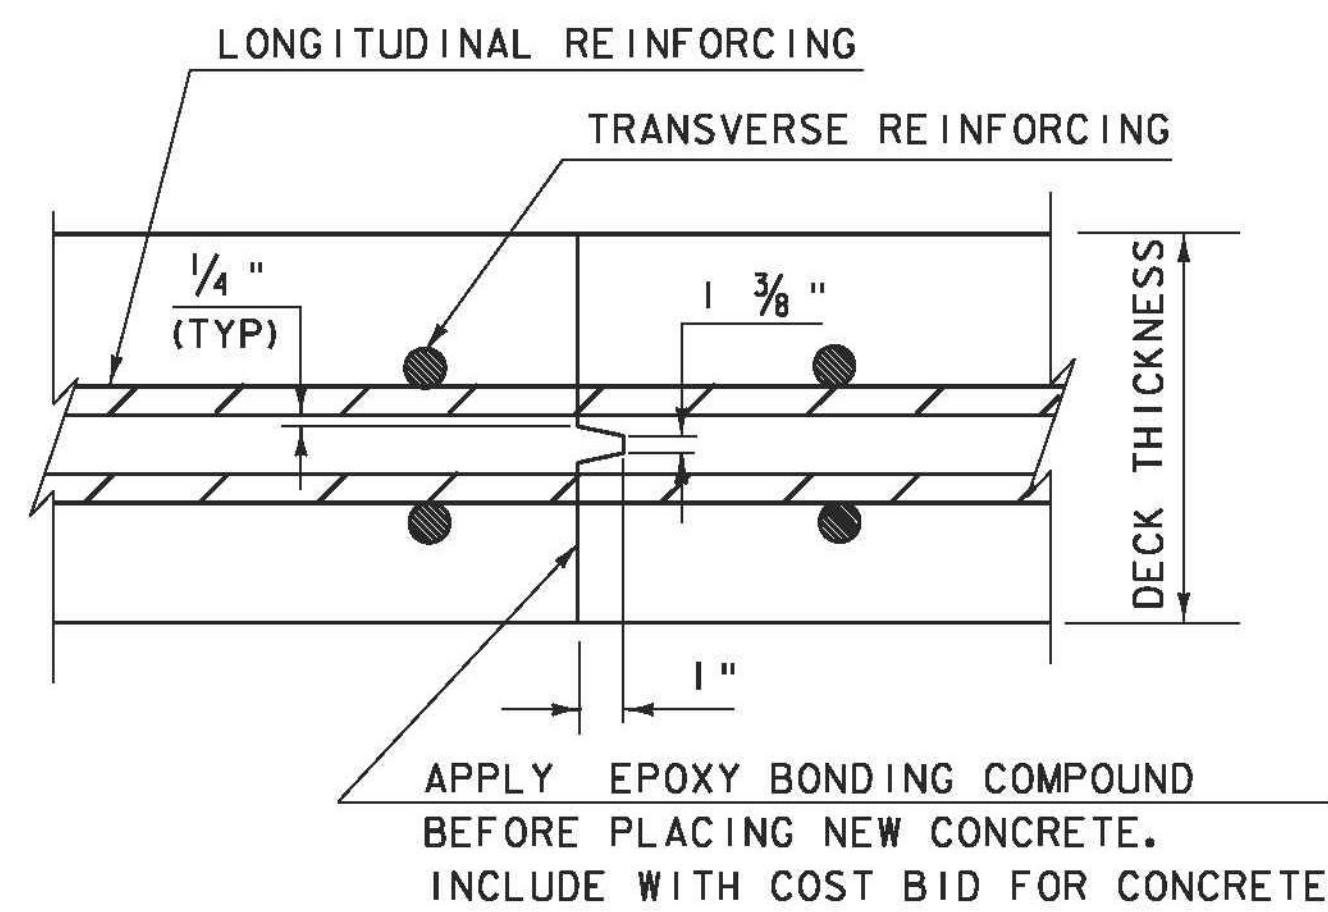 LONGITUDINAL REINFORCING
TRANSVERSE REINFORCING
1/4 "
(TYP)
1 3/8 "
DECK THICKNESS
1 "
APPLY EPOXY BONDING COMPOUND
BEFORE PLACING NEW CONCRETE.
INCLUDE WITH COST BID FOR CONCRETE